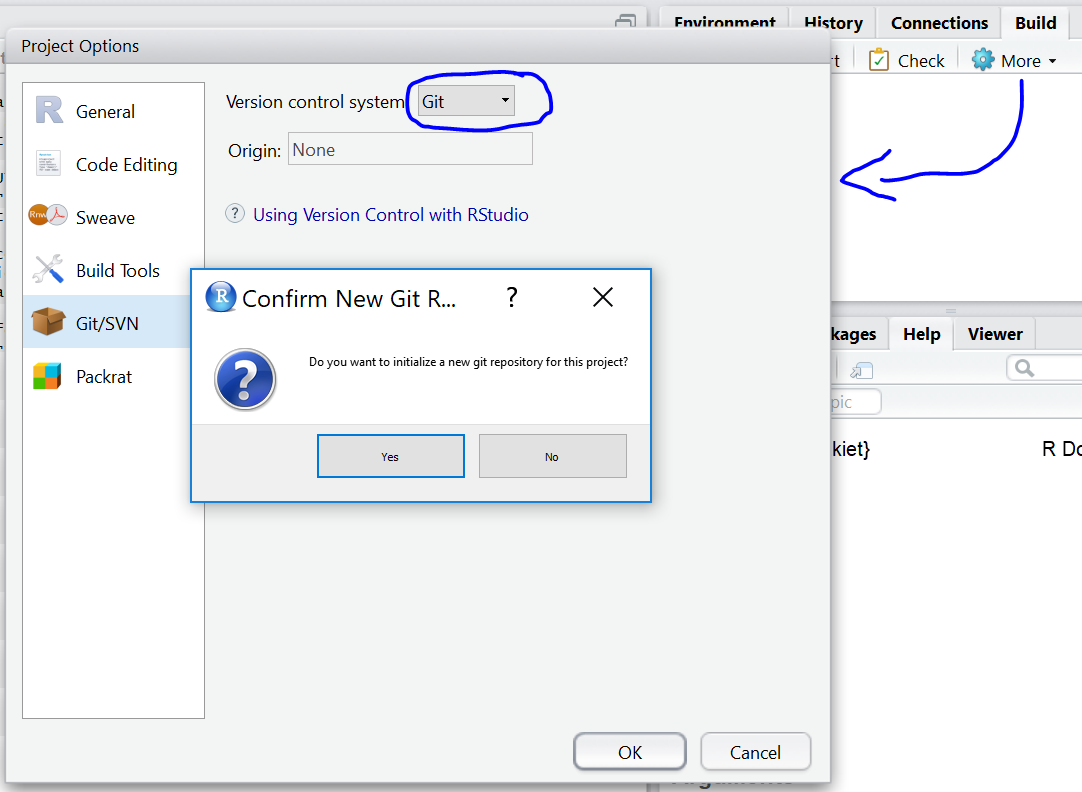 Environment History Connections Build
Project Options
Check More
General
Code Editing
Sweave
Build Tools
Git/SVN
Packrat
Version control system
Git
Origin: None
? Using Version Control with RStudio
R Confirm New Git R... ?
Do you want to initialize a new git repository for this project?
Yes No
OK Cancel
kages Help Viewer
pic
kiet} R Do